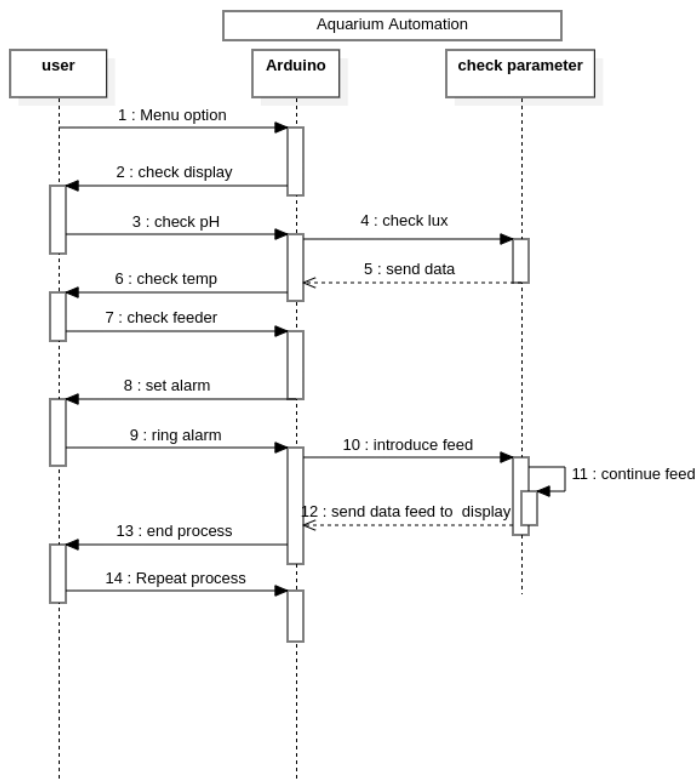 Aquarium Automation
user
Arduino
check parameter
1 : Menu option
2 : check display
3 : check pH
4 : check lux
5 : send data
6 : check temp
7 : check feeder
8 : set alarm
9 : ring alarm
10 : introduce feed
11 : continue feed
12 : send data feed to  display
13 : end process
14 : Repeat process